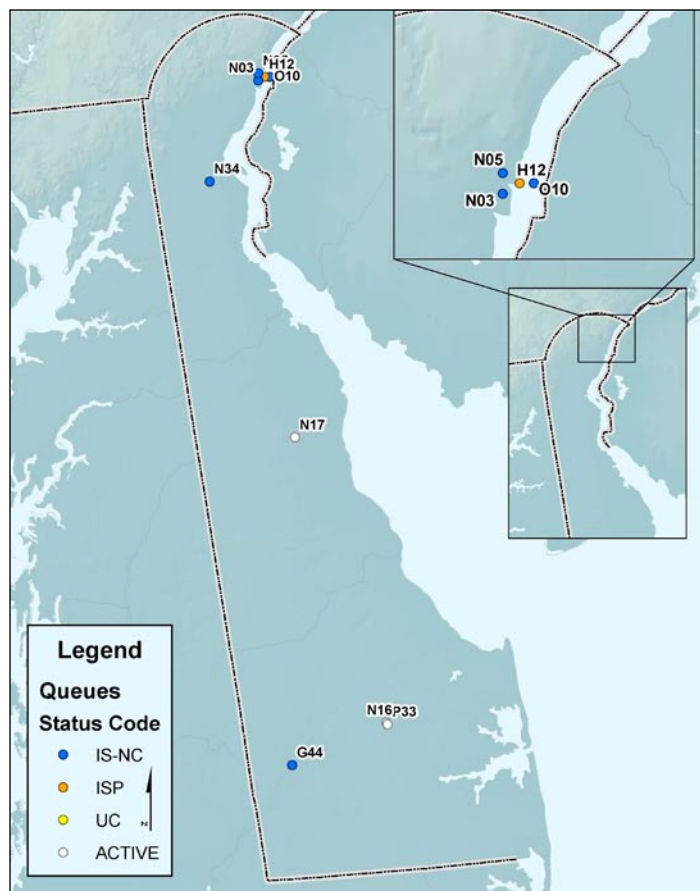 N03
H12
O10
N34
N05
H12
N03
O10
N17
N16
P33
G44
Legend
Queues
Status Code
IS-NC
ISP
UC
N
ACTIVE